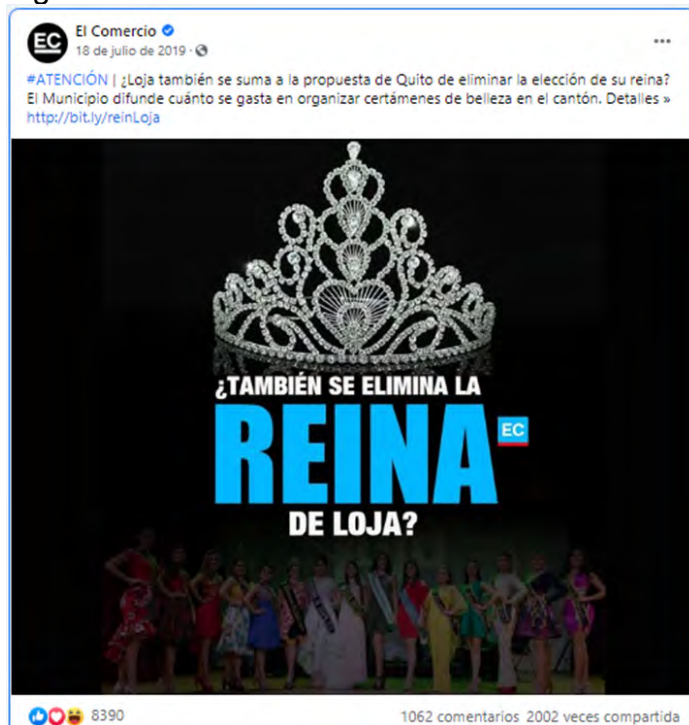 EC El Comercio
18 de julio de 2019 ·
#ATENCIÓN | ¿Loja también se suma a la propuesta de Quito de eliminar la elección de su reina?
El Municipio difunde cuánto se gasta en organizar certámenes de belleza en el cantón. Detalles »
http://bit.ly/reinLoja
¿TAMBIÉN SE ELIMINA LA
REINA EC
DE LOJA?
8390
1062 comentarios 2002 veces compartida